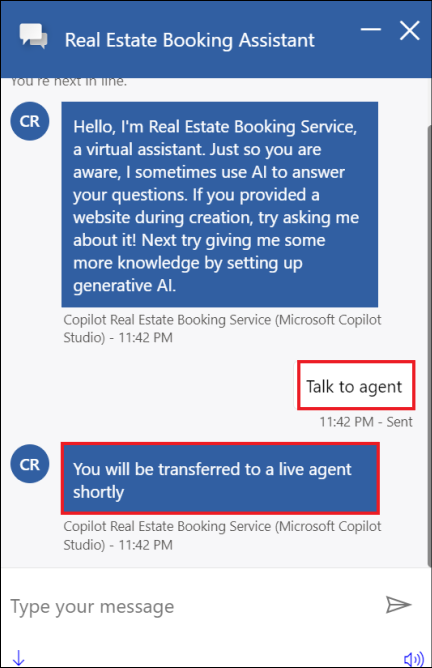 Real Estate Booking Assistant
You're next in line.
CR
Hello, I'm Real Estate Booking Service,
a virtual assistant. Just so you are
aware, I sometimes use AI to answer
your questions. If you provided a
website during creation, try asking me
about it! Next try giving me some
more knowledge by setting up
generative AI.
Copilot Real Estate Booking Service (Microsoft Copilot
Studio) - 11:42 PM
Talk to agent
11:42 PM - Sent
CR
You will be transferred to a live agent
shortly
Copilot Real Estate Booking Service (Microsoft Copilot
Studio) - 11:42 PM
Type your message